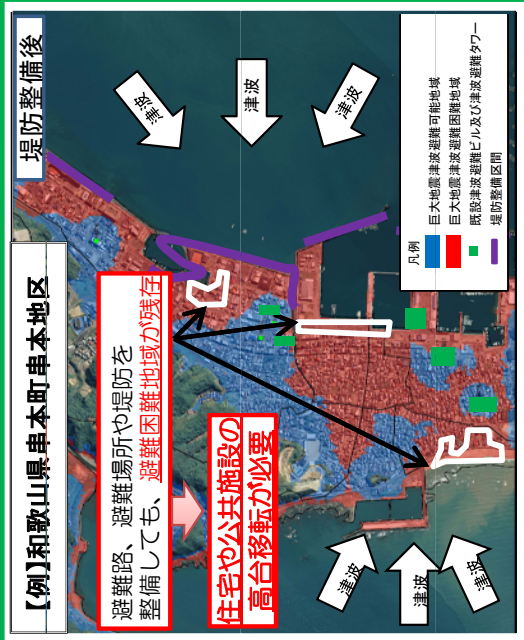 【例】和歌山県串本町串本地区
堤防整備後
避難路、避難場所や堤防を
整備しても、避難困難地域が残存
住宅や公共施設の
高台移転が必要
津波
津波
津波
津波
津波
津波
凡例
巨大地震津波避難可能地域
巨大地震津波避難困難地域
既設津波避難ビル及び津波避難タワー
堤防整備区間